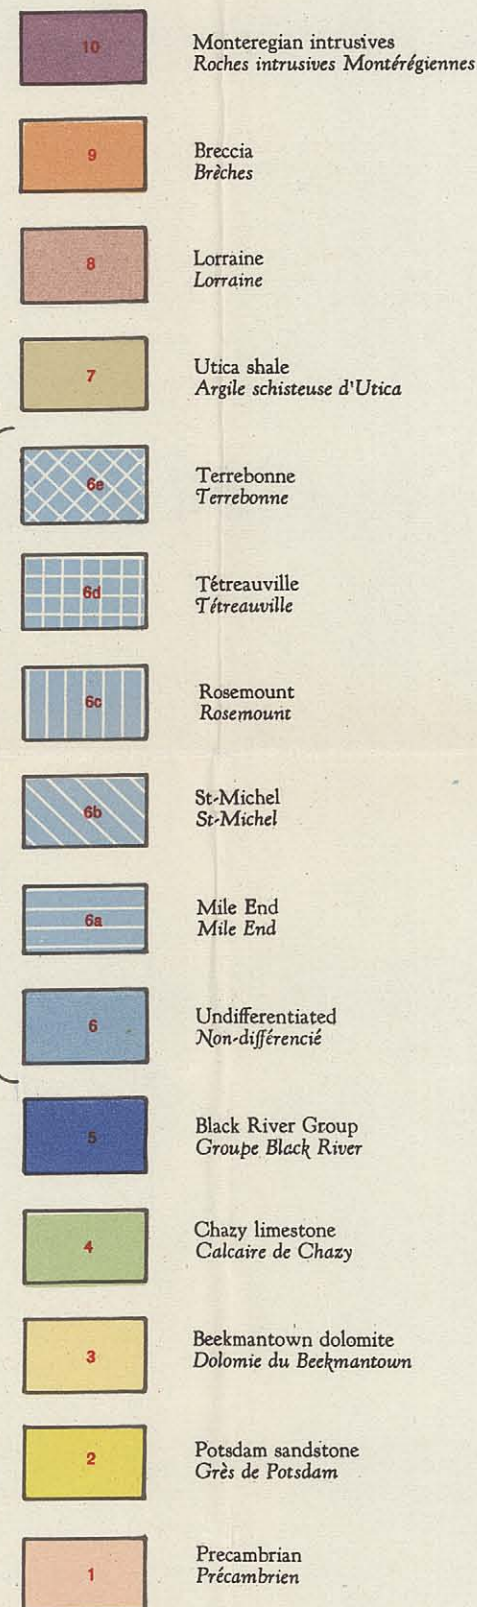 10
Monteregian intrusives
Roches intrusives Montérégiennes
9
Breccia
Brèches
8
Lorraine
Lorraine
7
Utica shale
Argile schisteuse d'Utica
6e
Terrebonne
Terrebonne
6d
Tétreauville
Tétreauville
6c
Rosemount
Rosemount
6b
St-Michel
St-Michel
6a
Mile End
Mile End
6
Undifferentiated
Non-différencié
5
Black River Group
Groupe Black River
4
Chazy limestone
Calcaire de Chazy
3
Beekmantown dolomite
Dolomie du Beekmantown
2
Potsdam sandstone
Grès de Potsdam
1
Precambrian
Précambrien